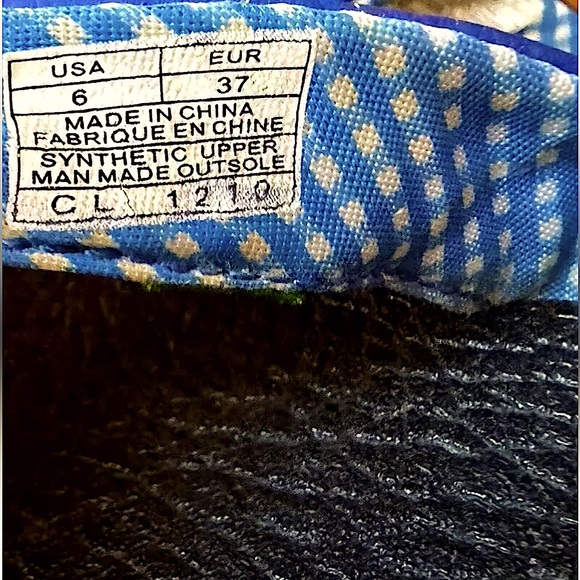 USA EUR
6 37
MADE IN CHINA
FABRIQUE EN CHINE
SYNTHETIC UPPER
MAN MADE OUTSOLE
CL 1210